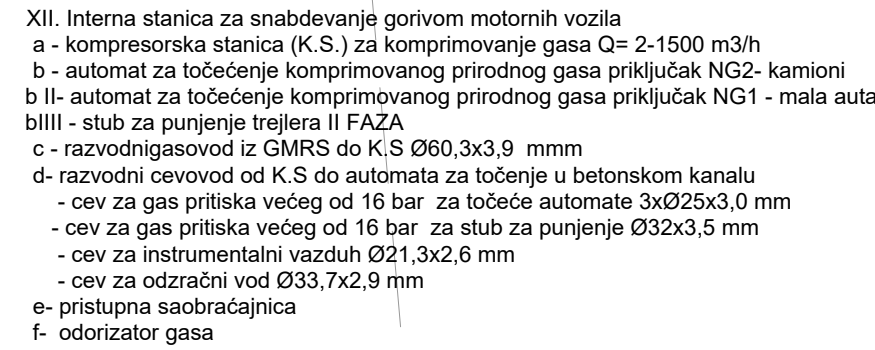 XII. Interna stanica za snabdevanje gorivom motornih vozila
a - kompresorska stanica (K.S.) za komprimovanje gasa Q= 2-1500 m3/h
b - automat za točećenje komprimovanog prirodnog gasa priključak NG2- kamioni
b II- automat za točećenje komprimovanog prirodnog gasa priključak NG1 - mala auta
bIIII - stub za punjenje trejlera II FAZA
c - razvodnigasovod iz GMRS do K.S Ø60,3x3,9 mmm
d- razvodni cevovod od K.S do automata za točenje u betonskom kanalu
- cev za gas pritiska većeg od 16 bar za točeće automate 3xØ25x3,0 mm
- cev za gas pritiska većeg od 16 bar za stub za punjenje Ø32x3,5 mm
- cev za instrumentalni vazduh Ø21,3x2,6 mm
- cev za odzračni vod Ø33,7x2,9 mm
e- pristupna saobraćajnica
f- odorizator gasa